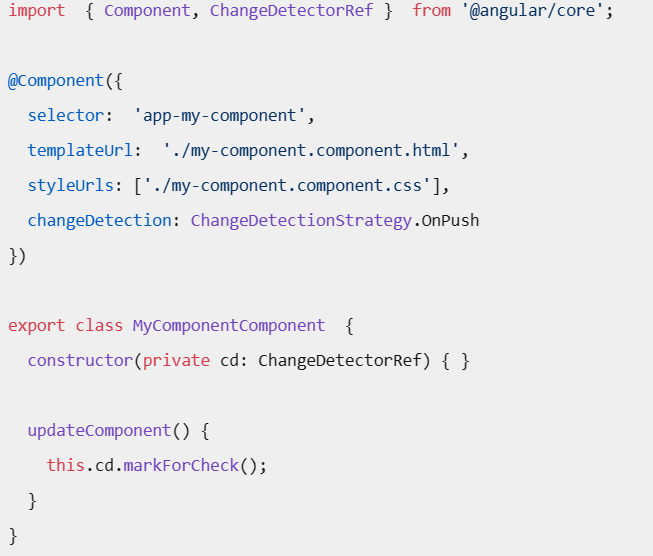 import  { Component, ChangeDetectorRef }  from '@angular/core';
@Component({
  selector:  'app-my-component',
  templateUrl:  './my-component.component.html',
  styleUrls: ['./my-component.component.css'],
  changeDetection: ChangeDetectionStrategy.OnPush
})
export class MyComponentComponent  {
  constructor(private cd: ChangeDetectorRef) { }
  updateComponent() {
    this.cd.markForCheck();
  }
}